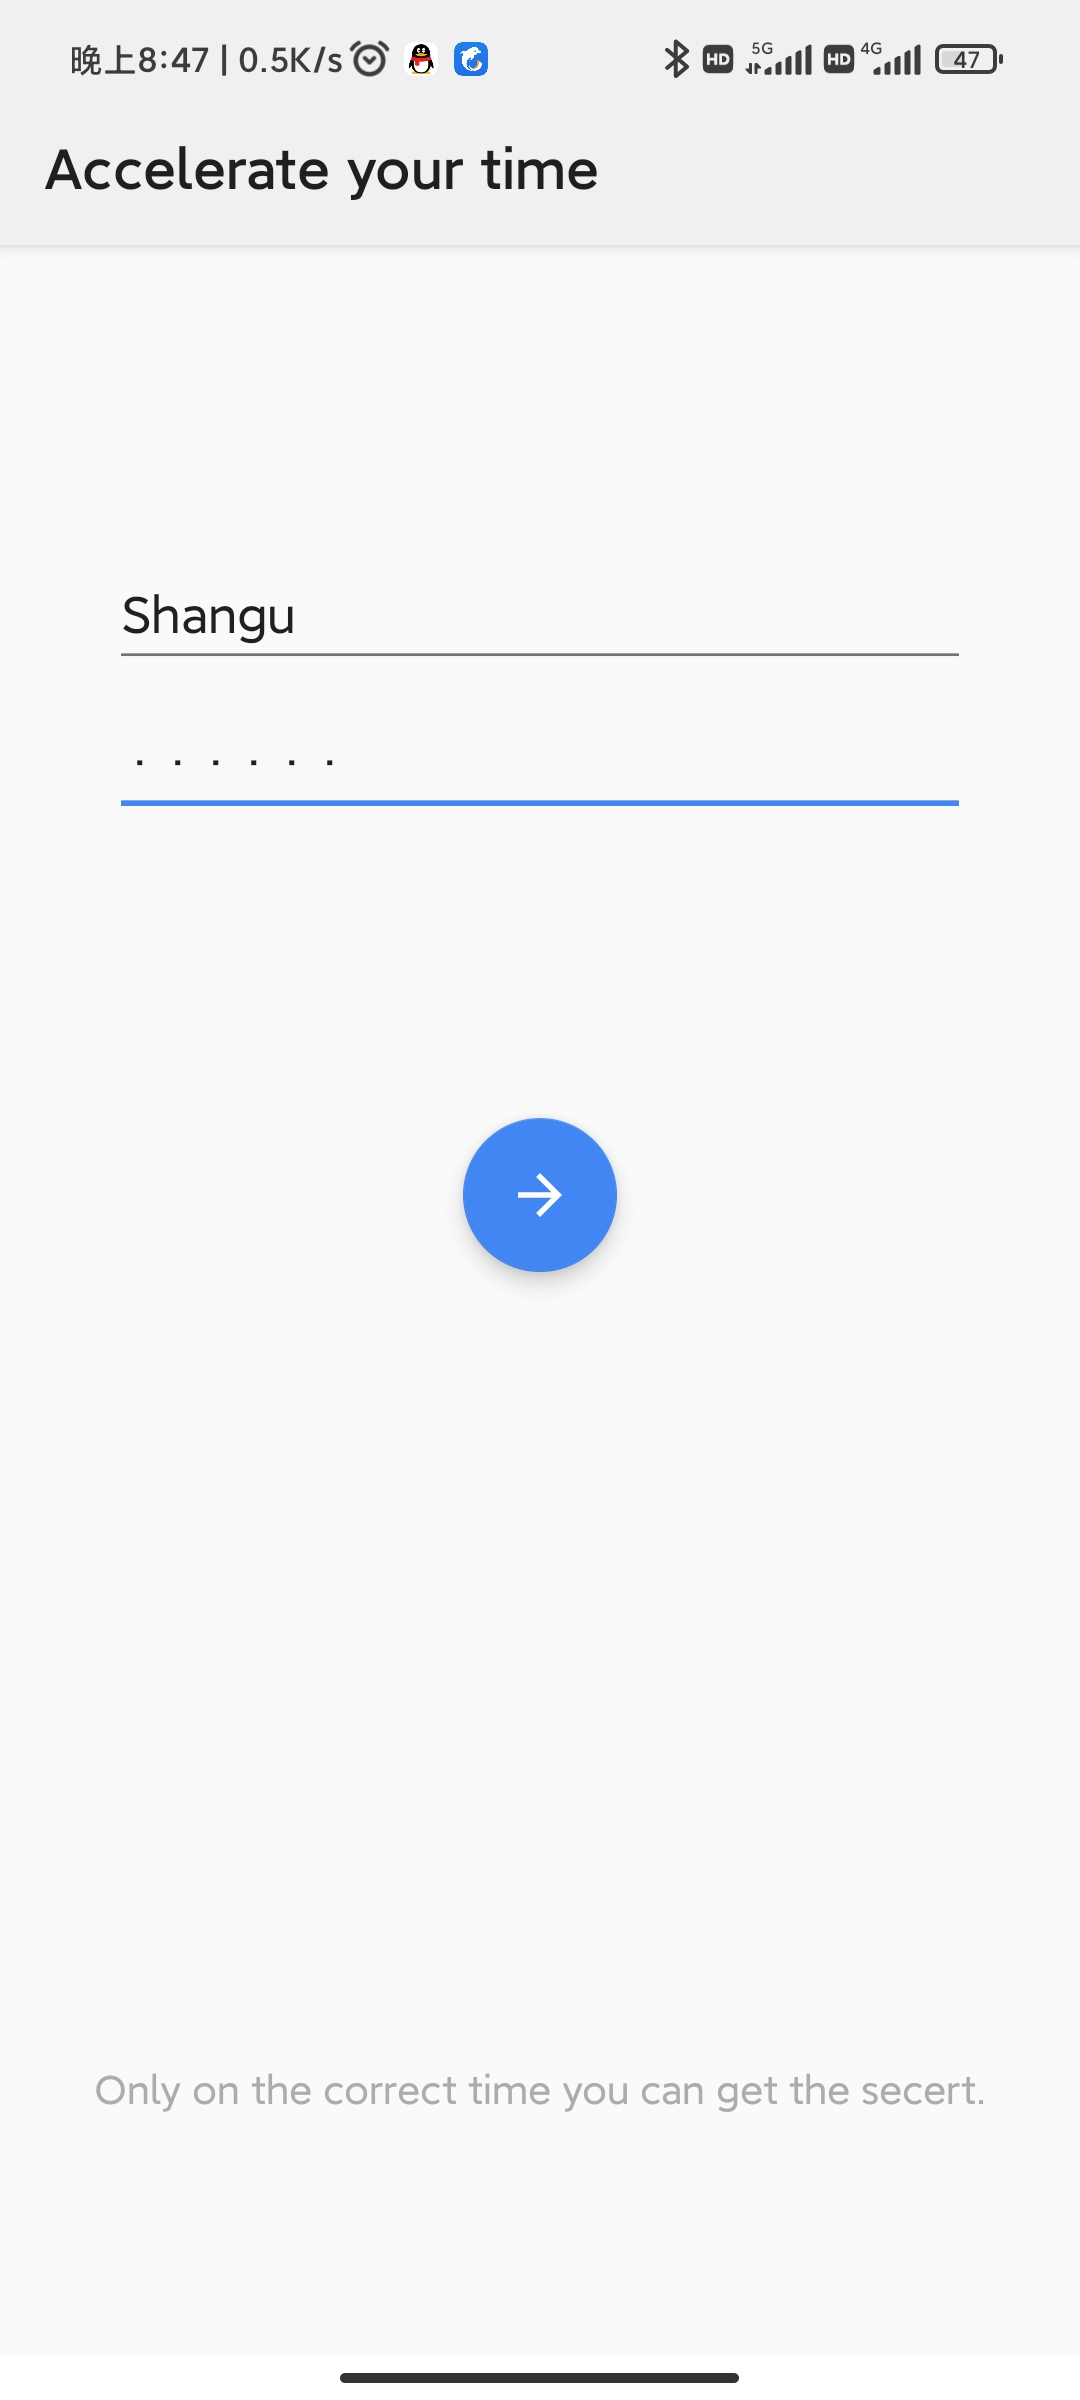 晚上8:47 | 0.5K/s HD 5G HD 4G 47
Accelerate your time
Shangu
······
Only on the correct time you can get the secert.